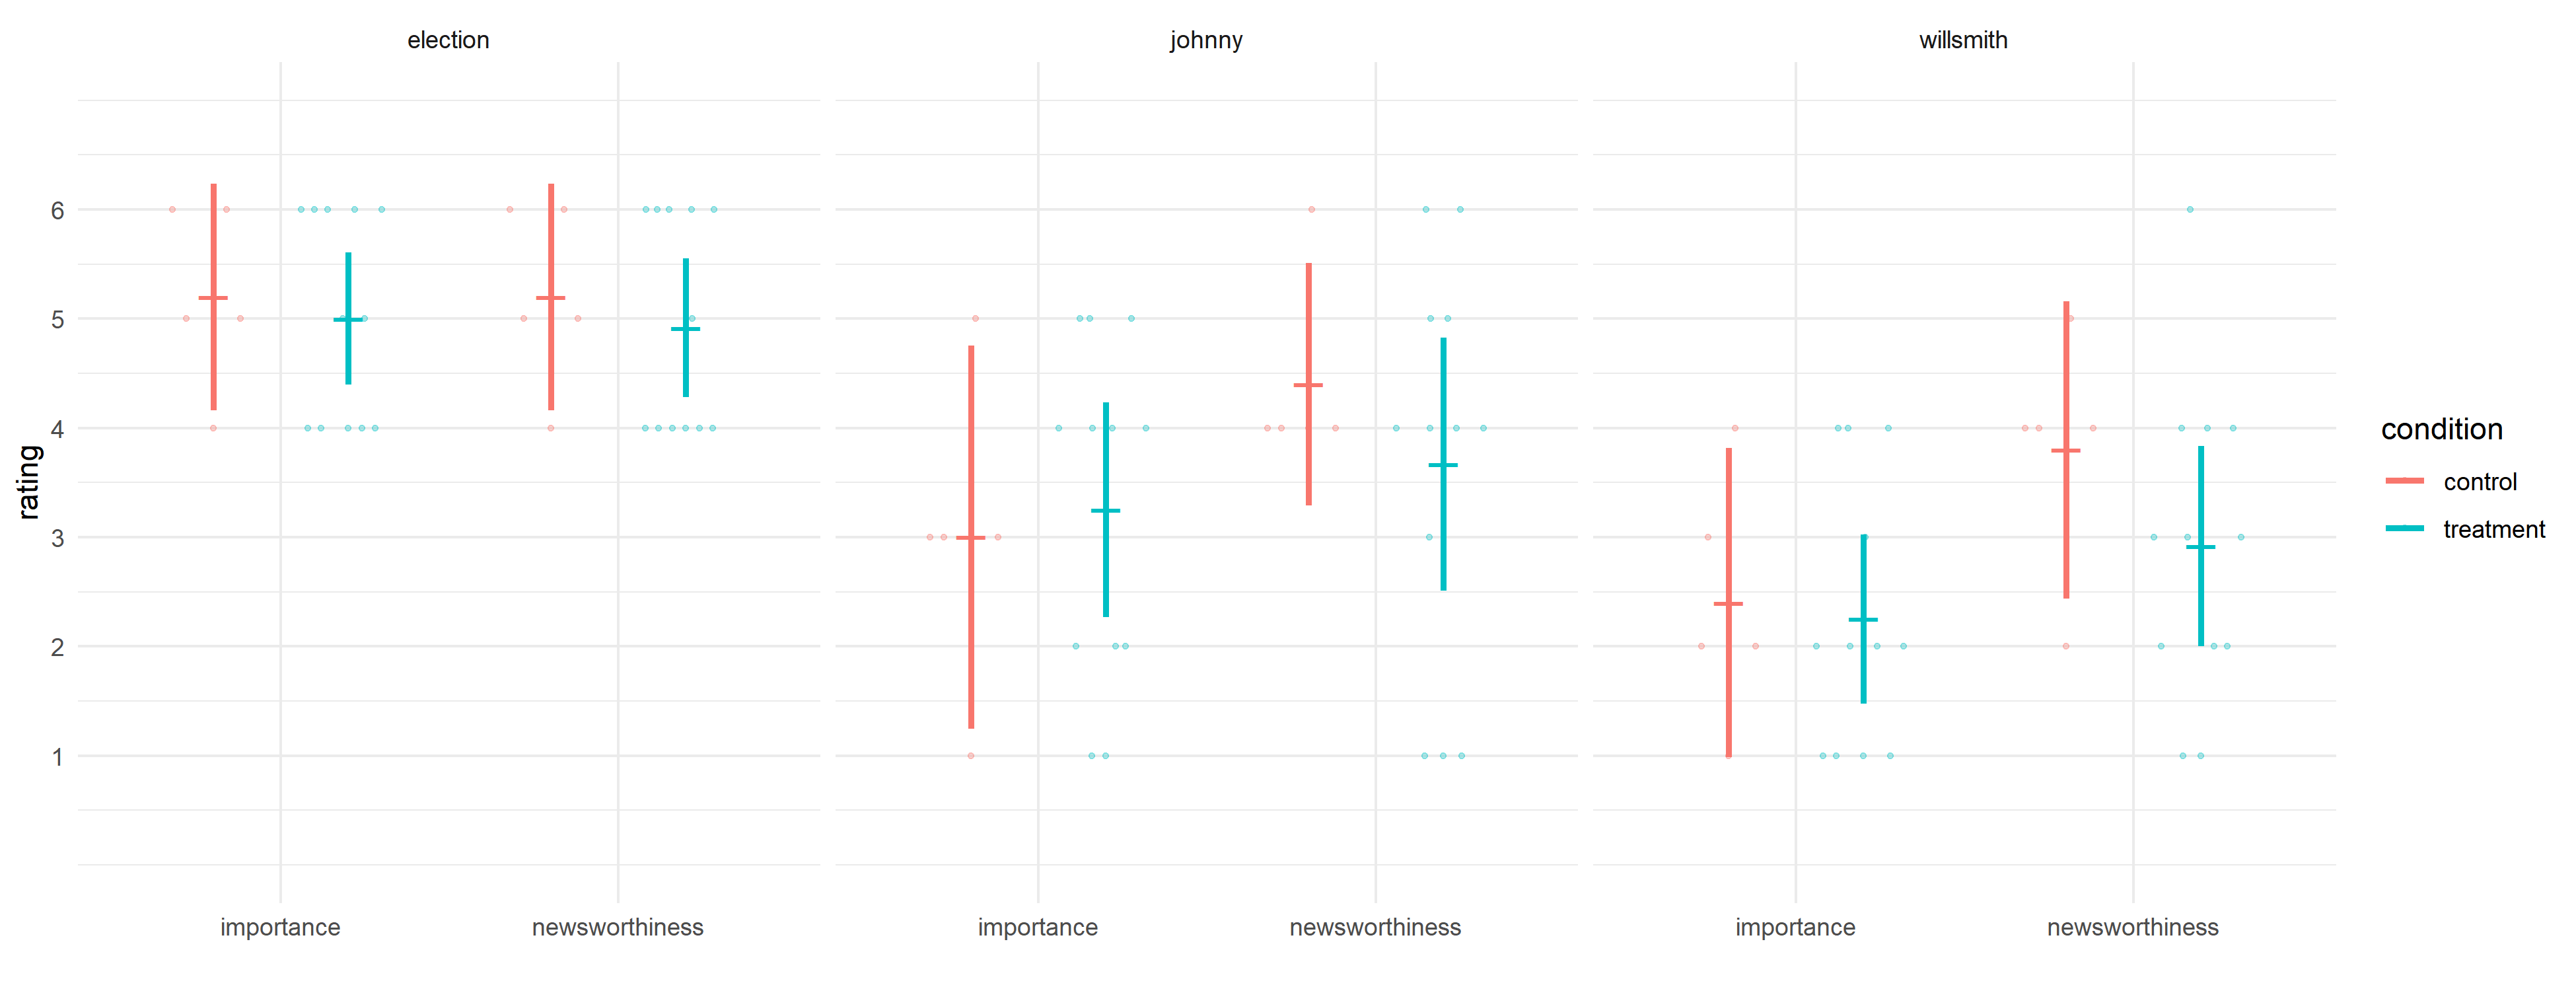 election
johnny
willsmith
rating
6
5
4
3
2
1
importance
newsworthiness
importance
newsworthiness
importance
newsworthiness
condition
control
treatment